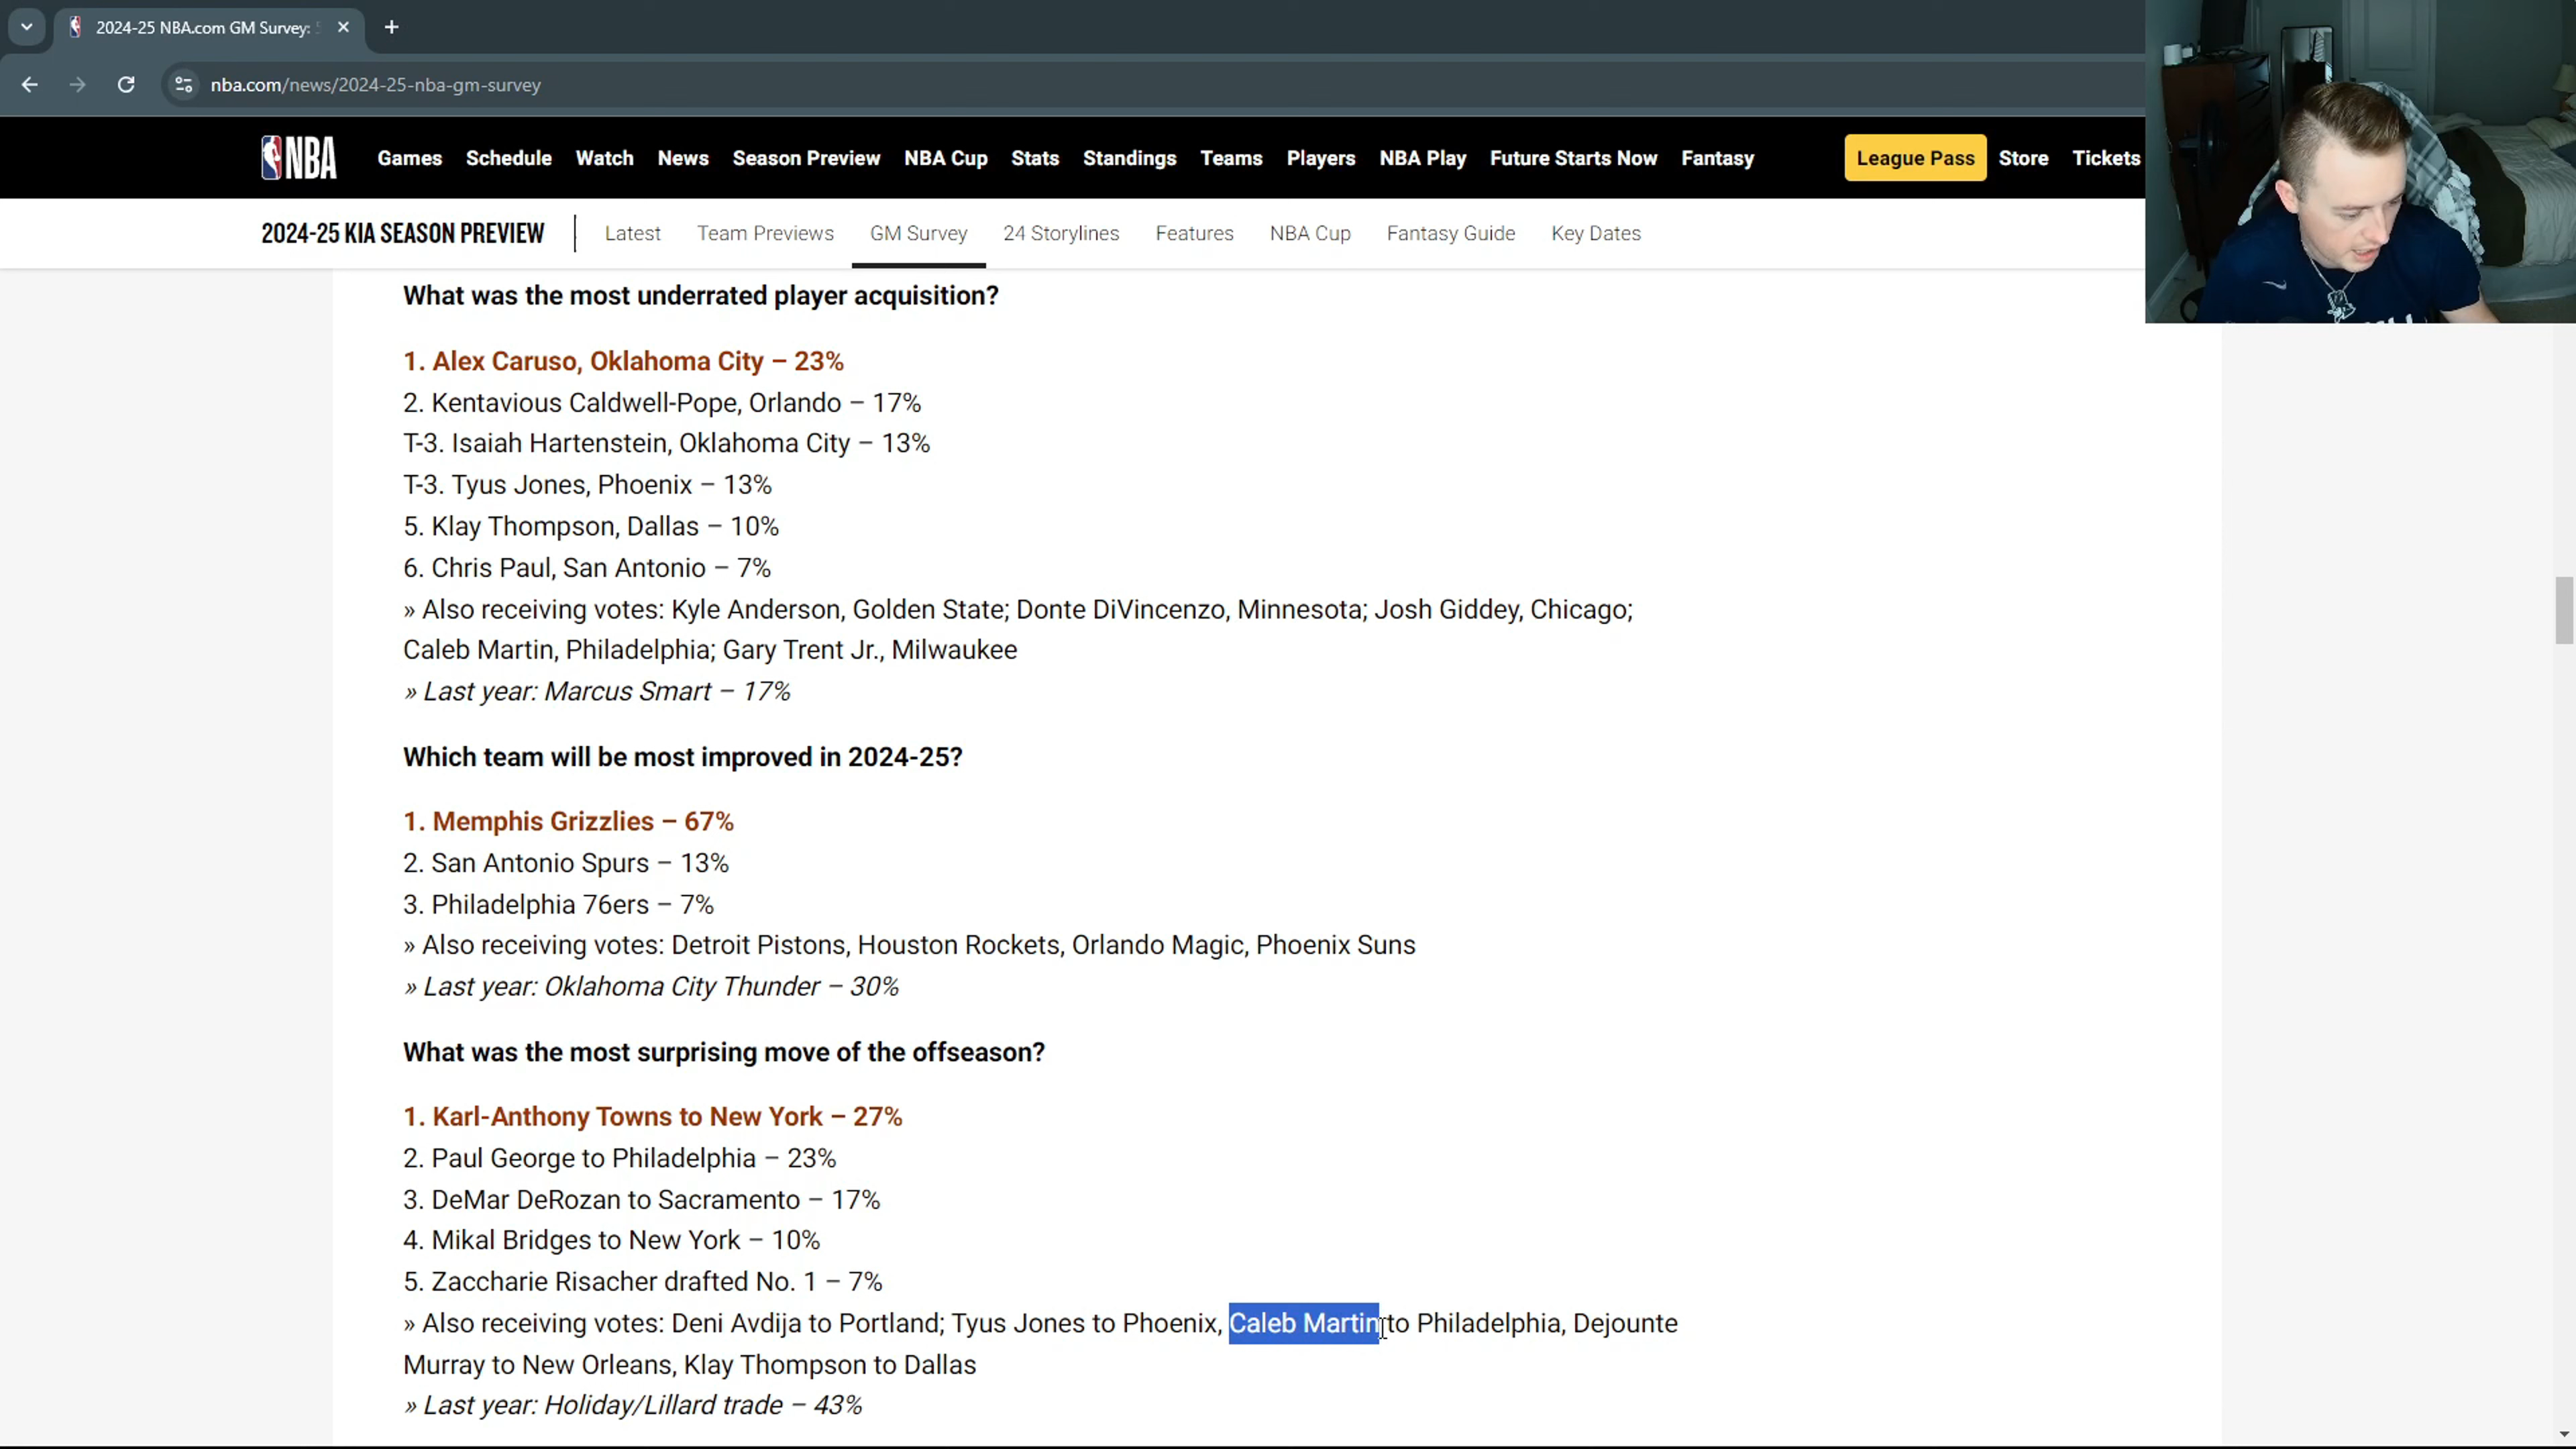 2024-25 NBA.com GM Survey:
nba.com/news/2024-25-nba-gm-survey
NBA Games Schedule Watch News Season Preview NBA Cup Stats Standings Teams Players NBA Play Future Starts Now Fantasy League Pass Store Tickets
2024-25 KIA SEASON PREVIEW Latest Team Previews GM Survey 24 Storylines Features NBA Cup Fantasy Guide Key Dates
What was the most underrated player acquisition?
1. Alex Caruso, Oklahoma City – 23%
2. Kentavious Caldwell-Pope, Orlando – 17%
T-3. Isaiah Hartenstein, Oklahoma City – 13%
T-3. Tyus Jones, Phoenix – 13%
5. Klay Thompson, Dallas – 10%
6. Chris Paul, San Antonio – 7%
» Also receiving votes: Kyle Anderson, Golden State; Donte DiVincenzo, Minnesota; Josh Giddey, Chicago;
Caleb Martin, Philadelphia; Gary Trent Jr., Milwaukee
» Last year: Marcus Smart – 17%
Which team will be most improved in 2024-25?
1. Memphis Grizzlies – 67%
2. San Antonio Spurs – 13%
3. Philadelphia 76ers – 7%
» Also receiving votes: Detroit Pistons, Houston Rockets, Orlando Magic, Phoenix Suns
» Last year: Oklahoma City Thunder – 30%
What was the most surprising move of the offseason?
1. Karl-Anthony Towns to New York – 27%
2. Paul George to Philadelphia – 23%
3. DeMar DeRozan to Sacramento – 17%
4. Mikal Bridges to New York – 10%
5. Zaccharie Risacher drafted No. 1 – 7%
» Also receiving votes: Deni Avdija to Portland; Tyus Jones to Phoenix, Caleb Martin to Philadelphia, Dejounte
Murray to New Orleans, Klay Thompson to Dallas
» Last year: Holiday/Lillard trade – 43%